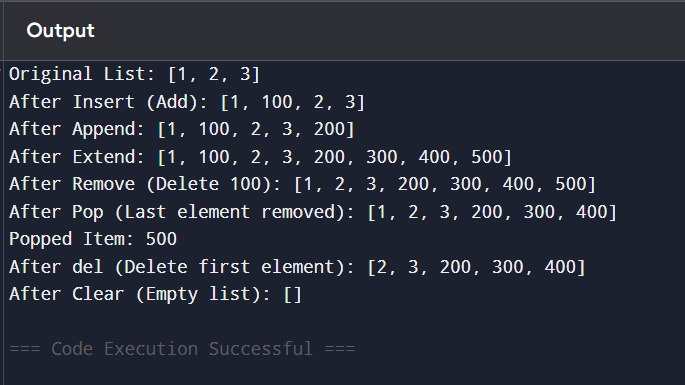 Output
Original List: [1, 2, 3]
After Insert (Add): [1, 100, 2, 3]
After Append: [1, 100, 2, 3, 200]
After Extend: [1, 100, 2, 3, 200, 300, 400, 500]
After Remove (Delete 100): [1, 2, 3, 200, 300, 400, 500]
After Pop (Last element removed): [1, 2, 3, 200, 300, 400]
Popped Item: 500
After del (Delete first element): [2, 3, 200, 300, 400]
After Clear (Empty list): []
=== Code Execution Successful ===